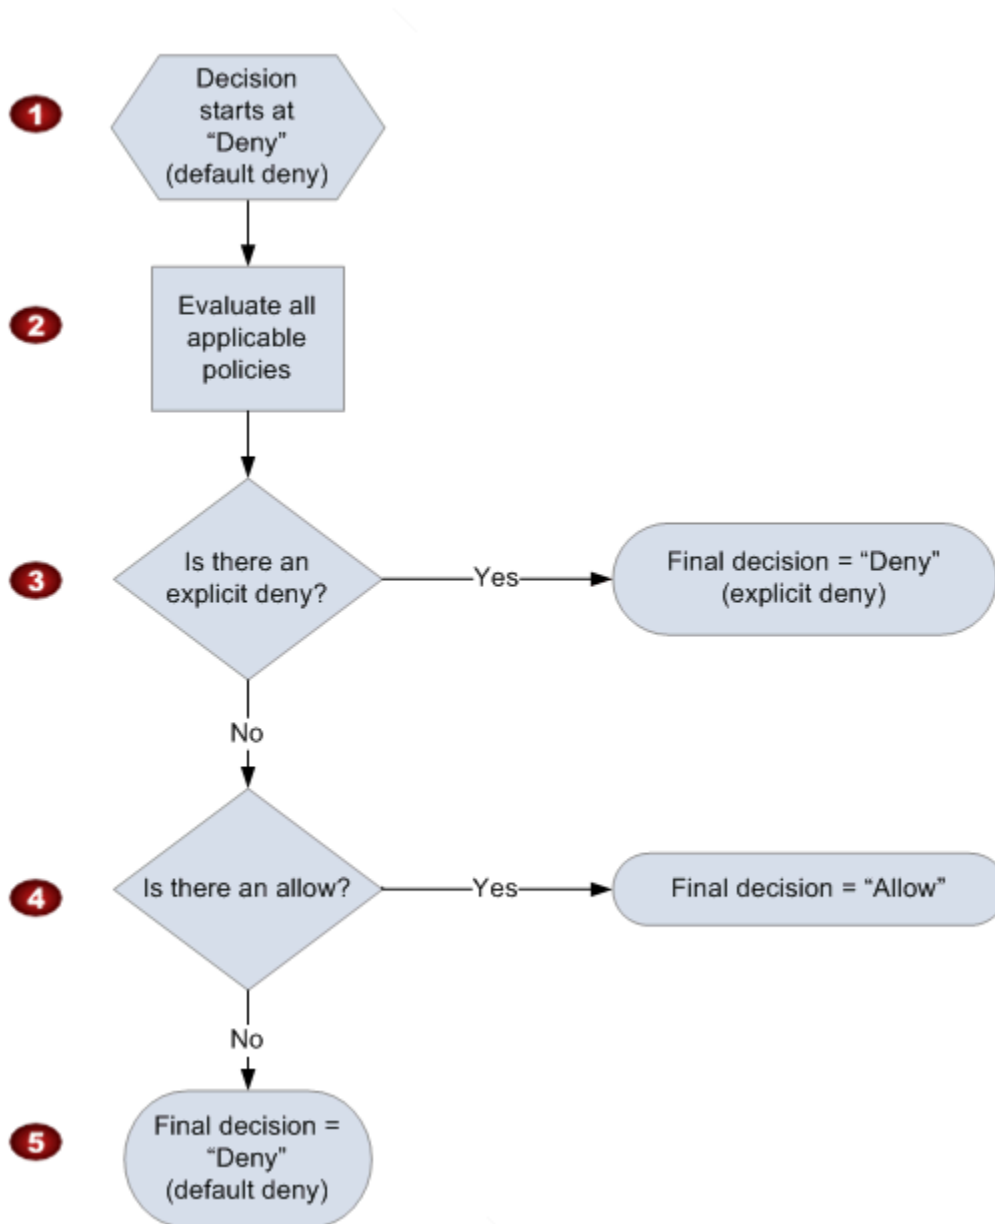 1
Decision
starts at
“Deny”
(default deny)
2
Evaluate all
applicable
policies
3
Is there an
explicit deny?
Yes
Final decision = “Deny”
(explicit deny)
No
4
Is there an allow?
Yes
Final decision = “Allow”
No
5
Final decision =
“Deny”
(default deny)